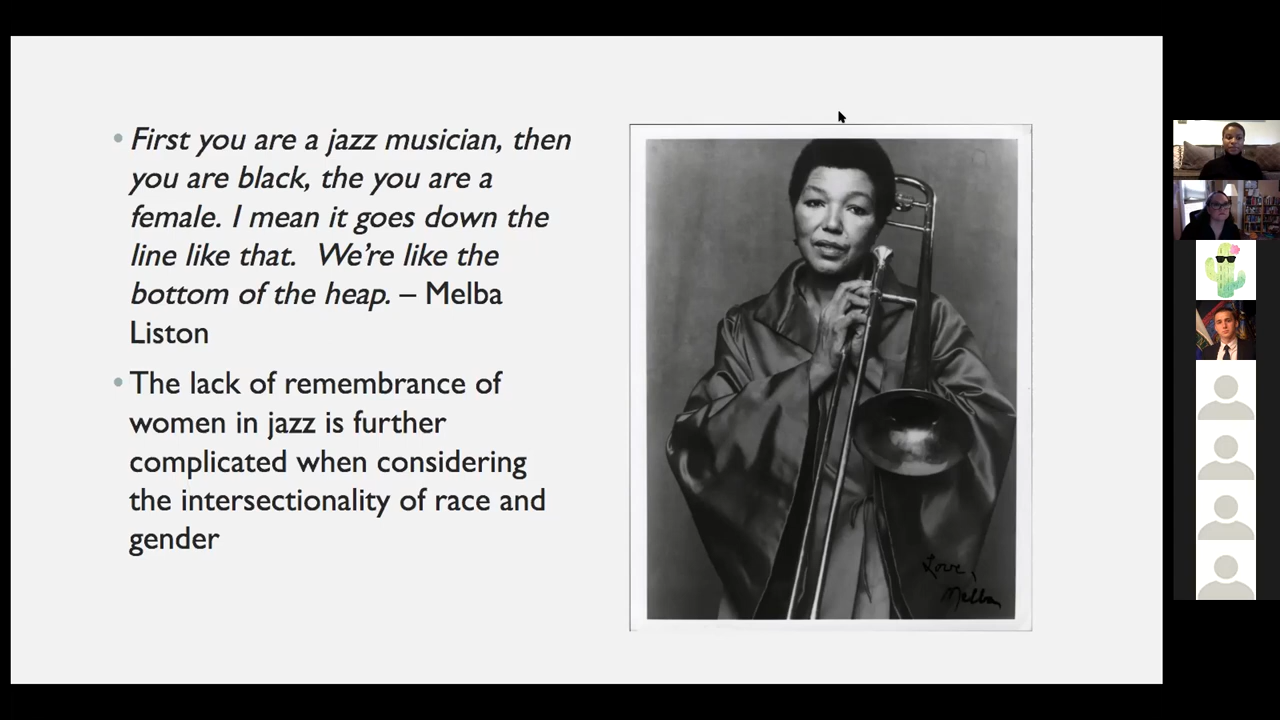 • First you are a jazz musician, then
you are black, the you are a
female. I mean it goes down the
line like that.  We’re like the
bottom of the heap. – Melba
Liston
• The lack of remembrance of
women in jazz is further
complicated when considering
the intersectionality of race and
gender
Love,
Melba